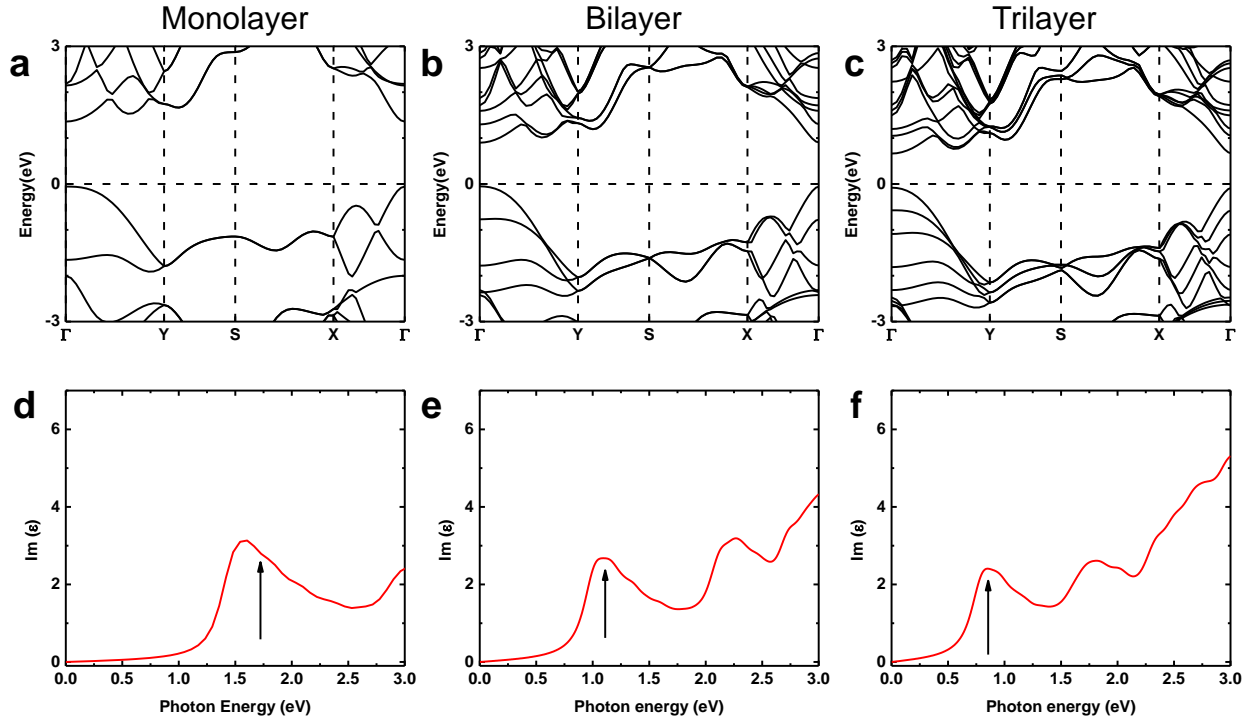 Monolayer Bilayer Trilayer
a b c
3 3 3
Energy(eV) Energy(eV) Energy(eV)
0 0 0
-3 -3 -3
Γ Y S X Γ Γ Y S X Γ Γ Y S X Γ
d e f
6 6 6
4 4 4
Im (ε) Im (ε) Im (ε)
2 2 2
0 0 0
0.0 0.5 1.0 1.5 2.0 2.5 3.0 0.0 0.5 1.0 1.5 2.0 2.5 3.0 0.0 0.5 1.0 1.5 2.0 2.5 3.0
Photon Energy (eV) Photon energy (eV) Photon energy (eV)